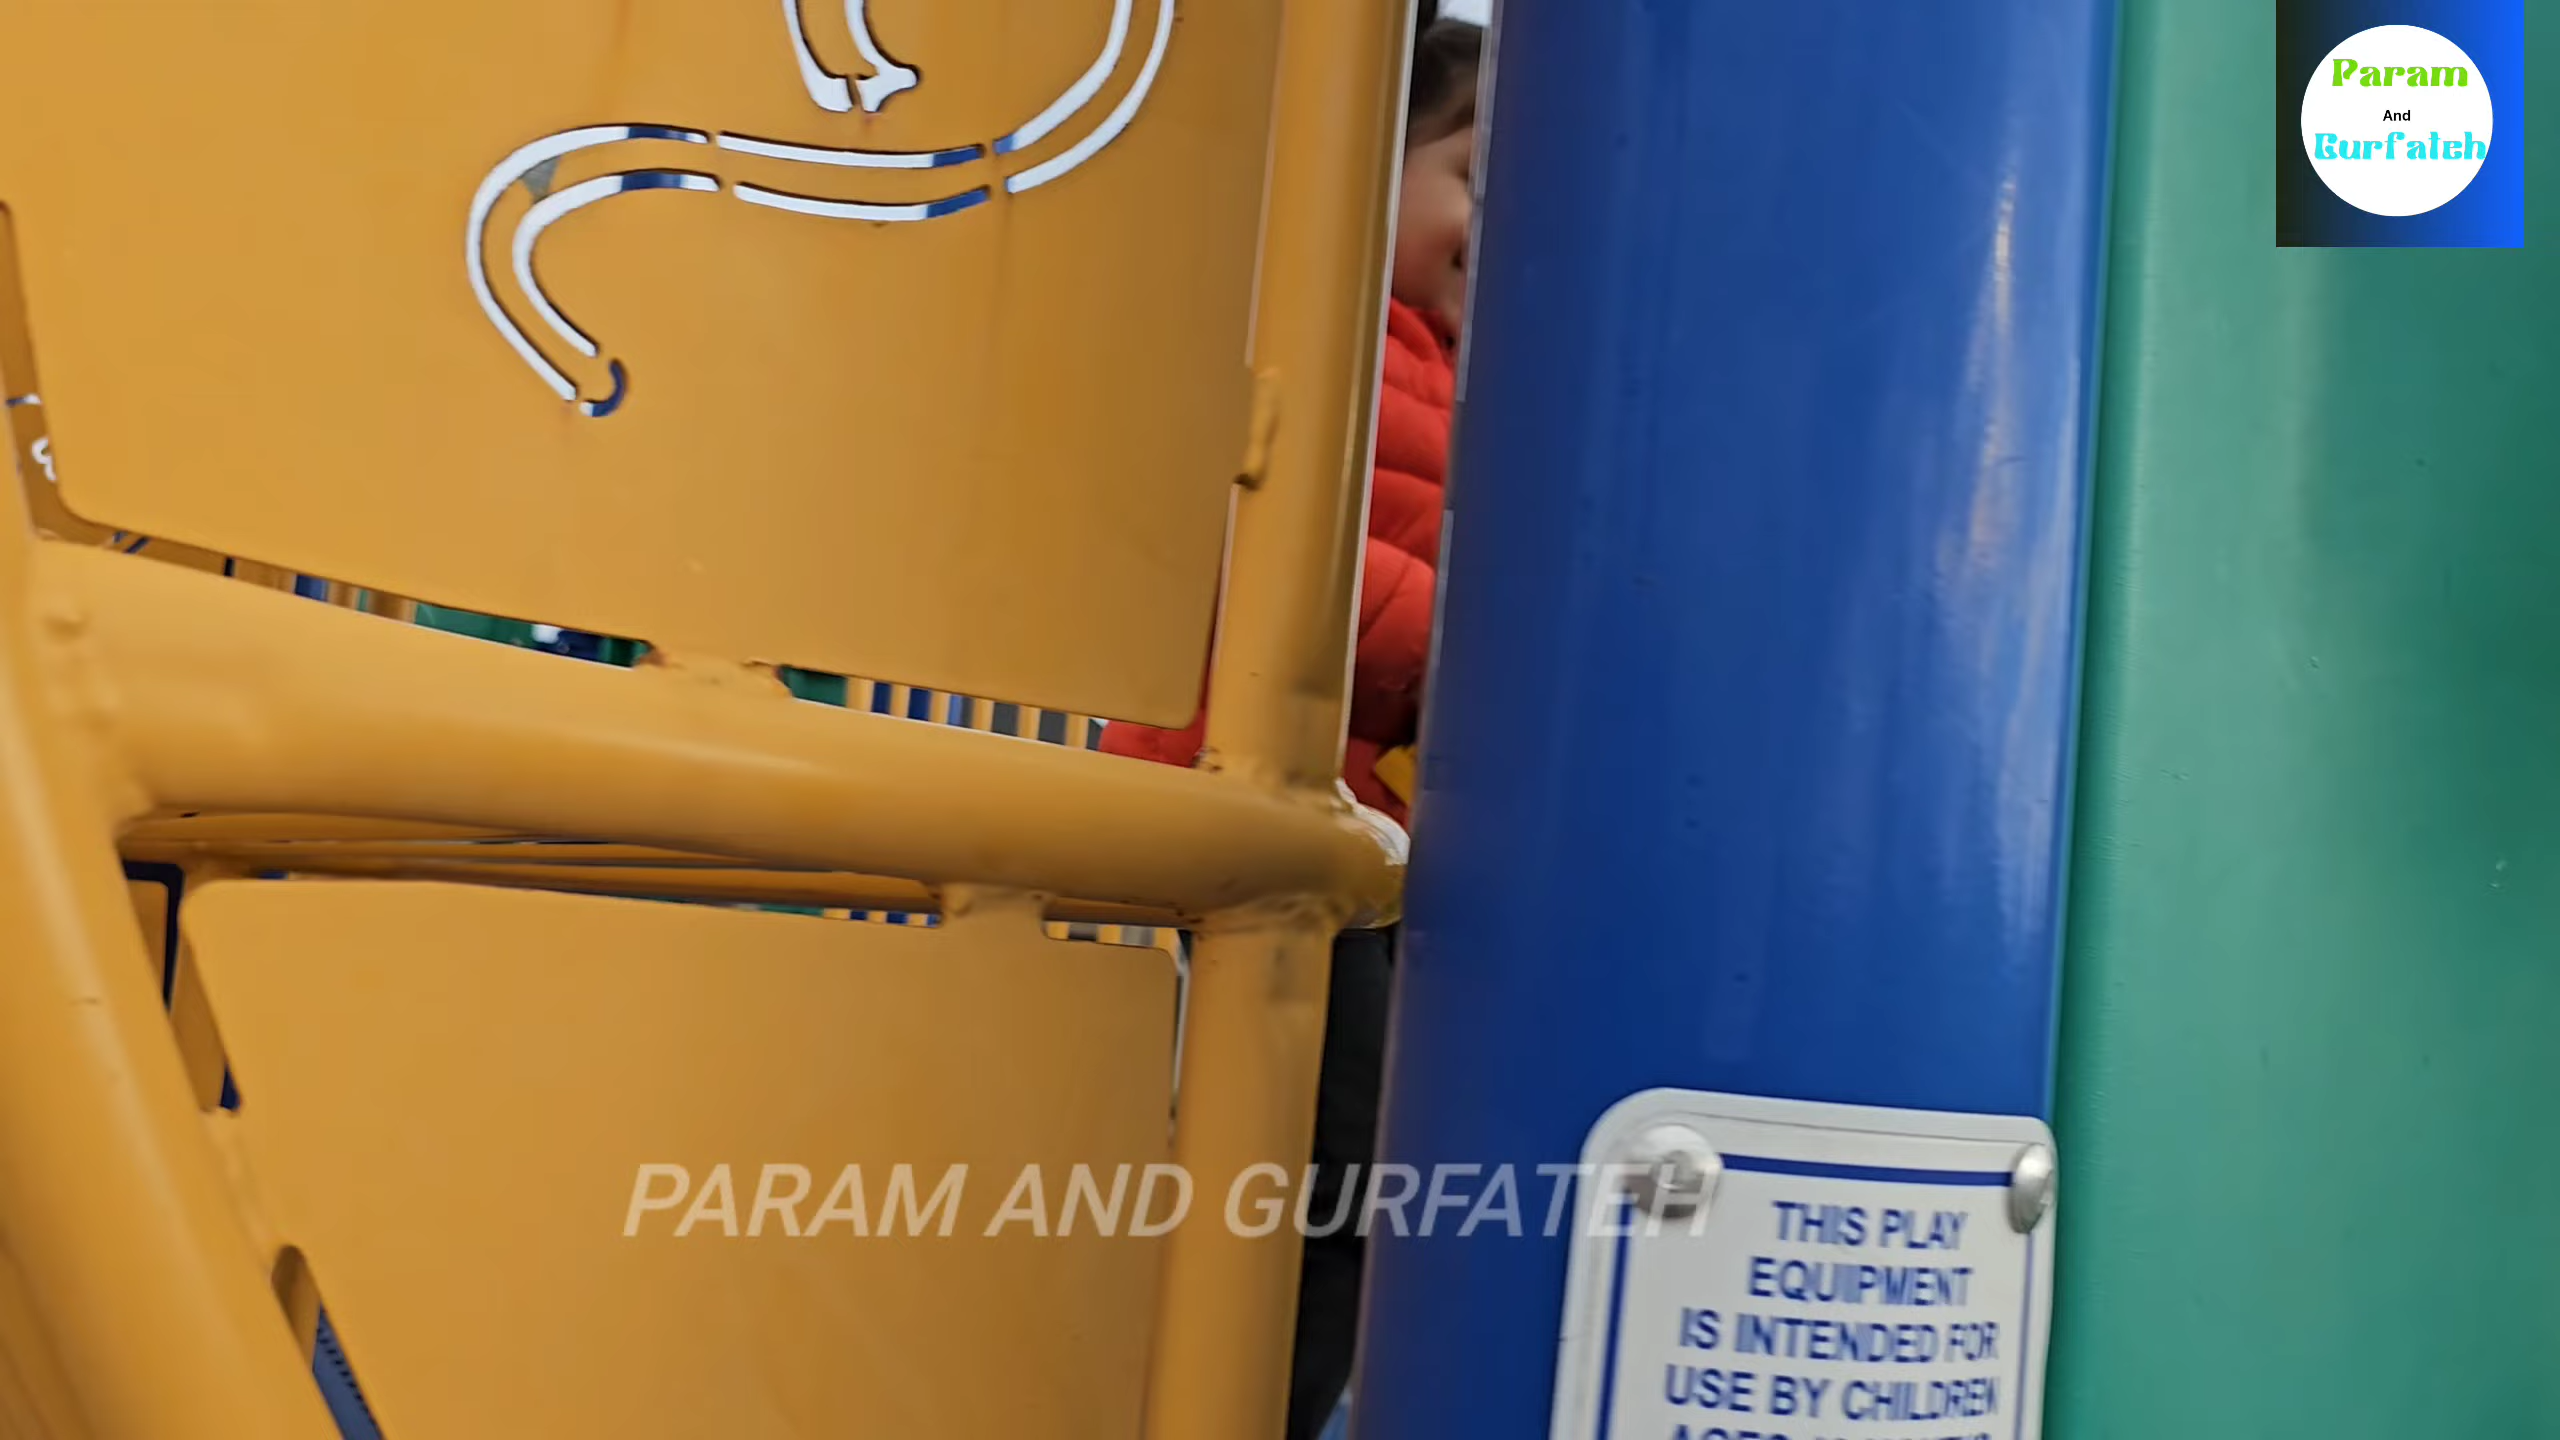 Param
And
Gurfateh
PARAM AND GURFATEH
THIS PLAY
EQUIPMENT
IS INTENDED FOR
USE BY CHILDREN